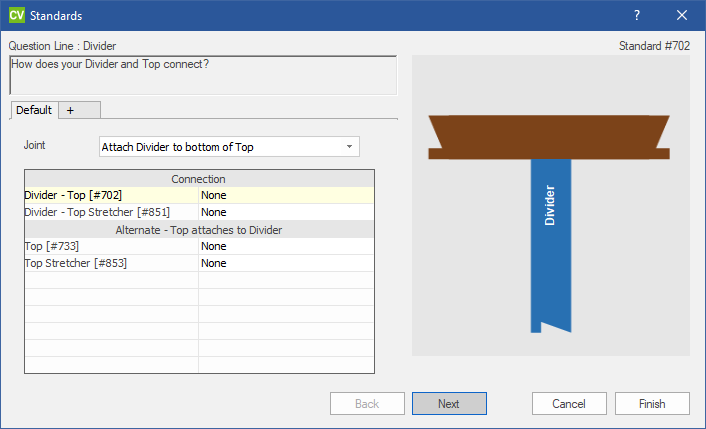 CV Standards ?
Question Line : Divider Standard #702
How does your Divider and Top connect?
Default +
Joint Attach Divider to bottom of Top
Connection
Divider - Top [#702] None
Divider - Top Stretcher [#851] None
Alternate - Top attaches to Divider
Top [#733] None
Top Stretcher [#853] None
Divider
Back Next Cancel Finish